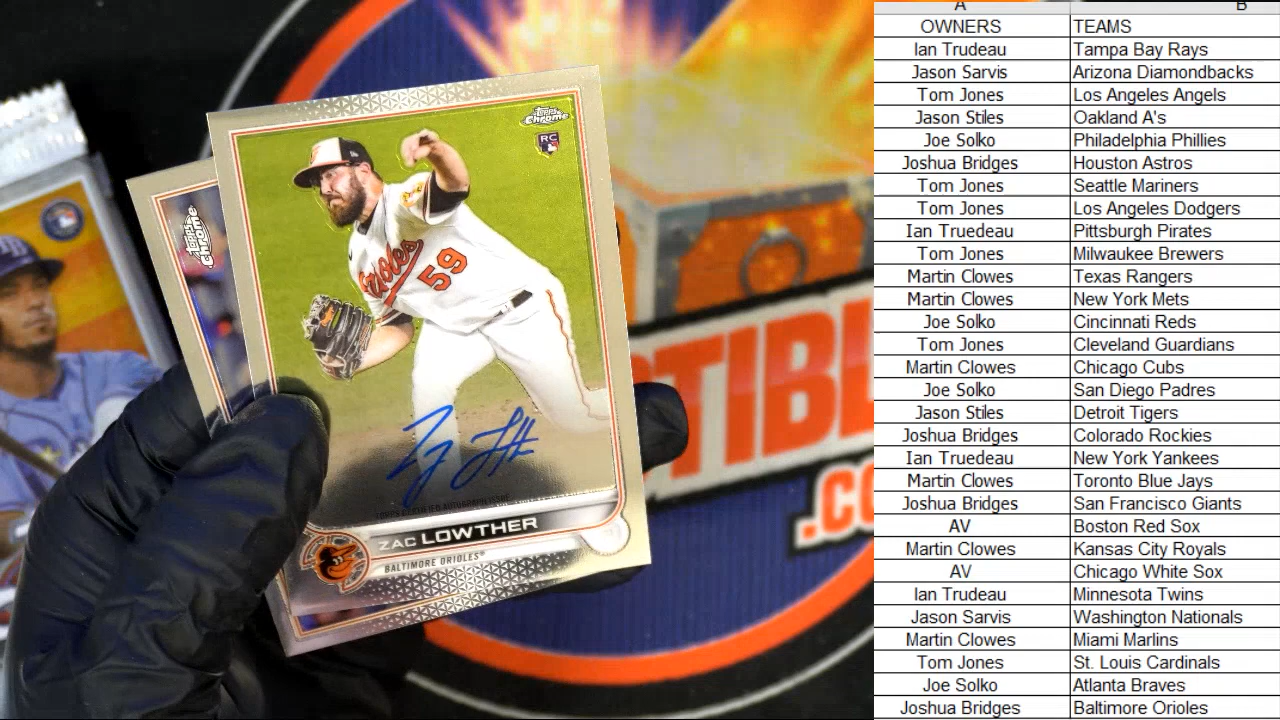 Topps
Chrome
RC
Topps
Chrome
Orioles
59
TOPPS CERTIFIED AUTOGRAPH ISSUE
ZAC LOWTHER
BALTIMORE ORIOLES®
TIBL
.CO
A B
OWNERS TEAMS
Ian Trudeau Tampa Bay Rays
Jason Sarvis Arizona Diamondbacks
Tom Jones Los Angeles Angels
Jason Stiles Oakland A's
Joe Solko Philadelphia Phillies
Joshua Bridges Houston Astros
Tom Jones Seattle Mariners
Tom Jones Los Angeles Dodgers
Ian Truedeau Pittsburgh Pirates
Tom Jones Milwaukee Brewers
Martin Clowes Texas Rangers
Martin Clowes New York Mets
Joe Solko Cincinnati Reds
Tom Jones Cleveland Guardians
Martin Clowes Chicago Cubs
Joe Solko San Diego Padres
Jason Stiles Detroit Tigers
Joshua Bridges Colorado Rockies
Ian Truedeau New York Yankees
Martin Clowes Toronto Blue Jays
Joshua Bridges San Francisco Giants
AV Boston Red Sox
Martin Clowes Kansas City Royals
AV Chicago White Sox
Ian Trudeau Minnesota Twins
Jason Sarvis Washington Nationals
Martin Clowes Miami Marlins
Tom Jones St. Louis Cardinals
Joe Solko Atlanta Braves
Joshua Bridges Baltimore Orioles